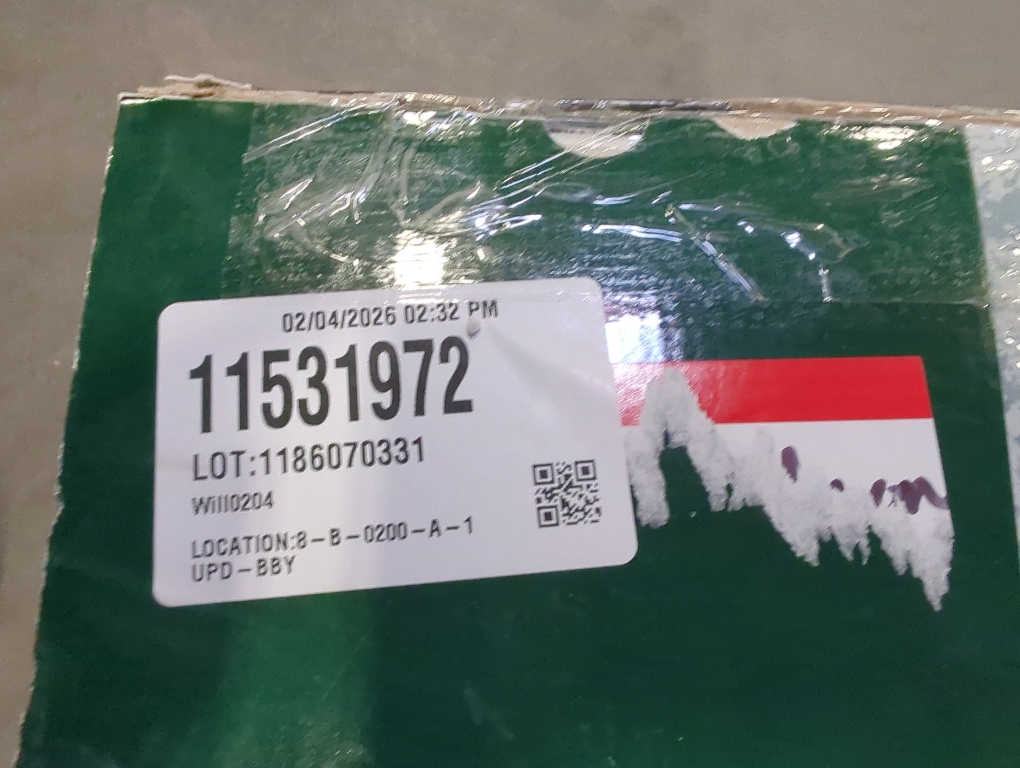 02/04/2026 02:32 PM
11531972
LOT:1186070331
Will0204
LOCATION:8-B-0200-A-1
UPD-BBY